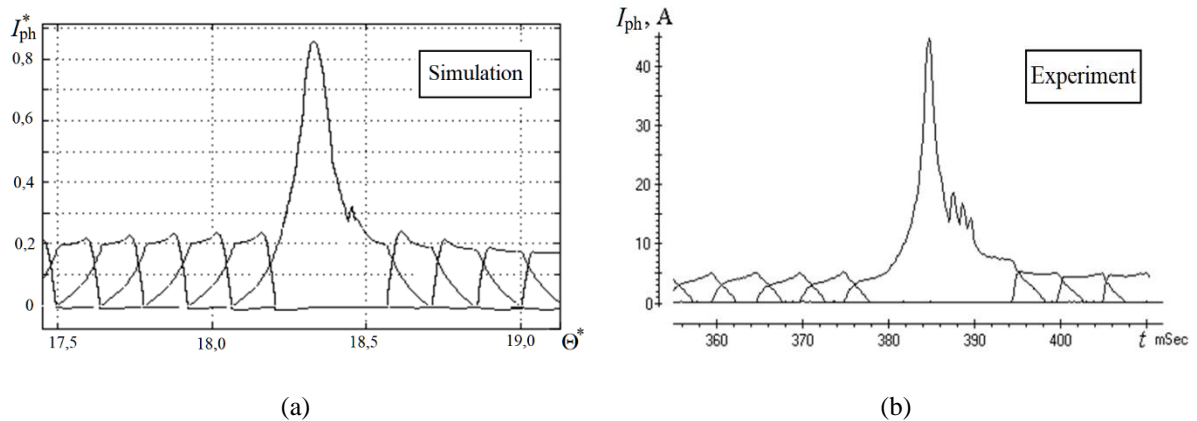 I*ph
0,8
0,6
0,4
0,2
0
17,5 18,0 18,5 19,0 Θ*
Simulation
(a)
Iph, A
40
30
20
10
0
360 370 380 390 400 t mSec
Experiment
(b)